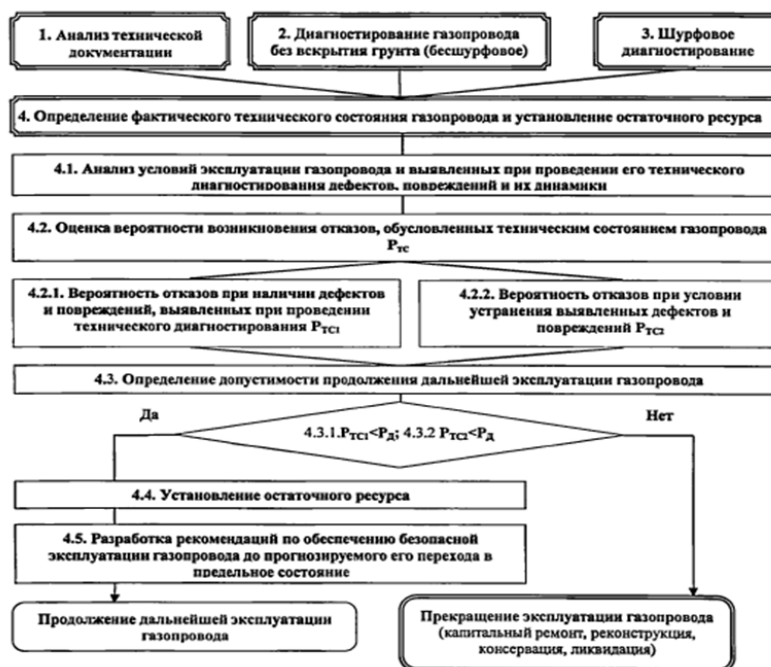 1. Анализ технической
документации
2. Диагностирование газопровода
без вскрытия грунта (бесшурфовое)
3. Шурфовое
диагностирование
4. Определение фактического технического состояния газопровода и установление остаточного ресурса
4.1. Анализ условий эксплуатации газопровода и выявленных при проведении его технического
диагностирования дефектов, повреждений и их динамики
4.2. Оценка вероятности возникновения отказов, обусловленных техническим состоянием газопровода
PТС
4.2.1. Вероятность отказов при наличии дефектов
и повреждений, выявленных при проведении
технического диагностирования PТС1
4.2.2. Вероятность отказов при условии
устранения выявленных дефектов и
повреждений PТС2
4.3. Определение допустимости продолжения дальнейшей эксплуатации газопровода
Да
Нет
4.3.1.PТС1<PД; 4.3.2 PТС2<PД
4.4. Установление остаточного ресурса
4.5. Разработка рекомендаций по обеспечению безопасной
эксплуатации газопровода до прогнозируемого его перехода в
предельное состояние
Продолжение дальнейшей эксплуатации
газопровода
Прекращение эксплуатации газопровода
(капитальный ремонт, реконструкция,
консервация, ликвидация)